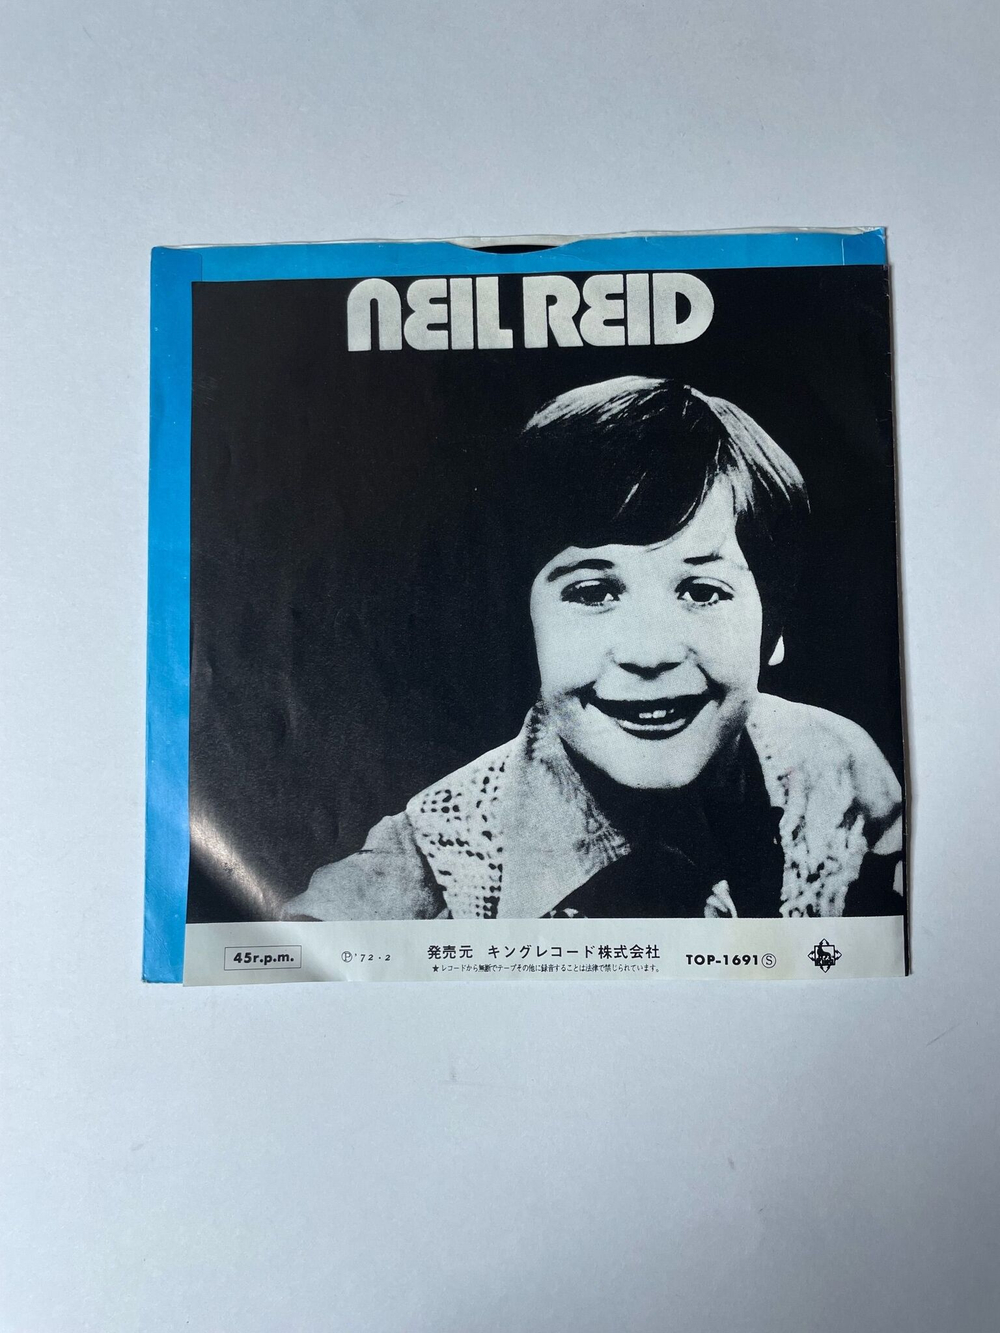 NEIL REID
45r.p.m.
Ⓟ'72・2
発売元 キングレコード株式会社
★レコードから無断でテープその他に録音することは法律で禁じられています。
TOP-1691Ⓢ